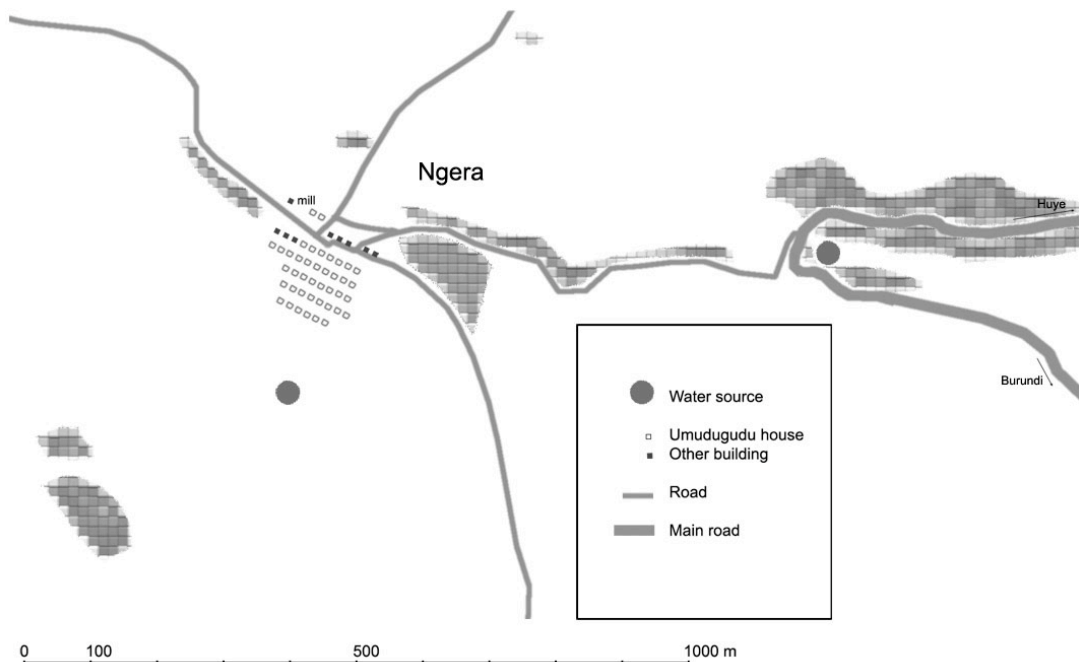 mill
Ngera
Huye
Burundi
Water source
Umudugudu house
Other building
Road
Main road
0 100 500 1000 m